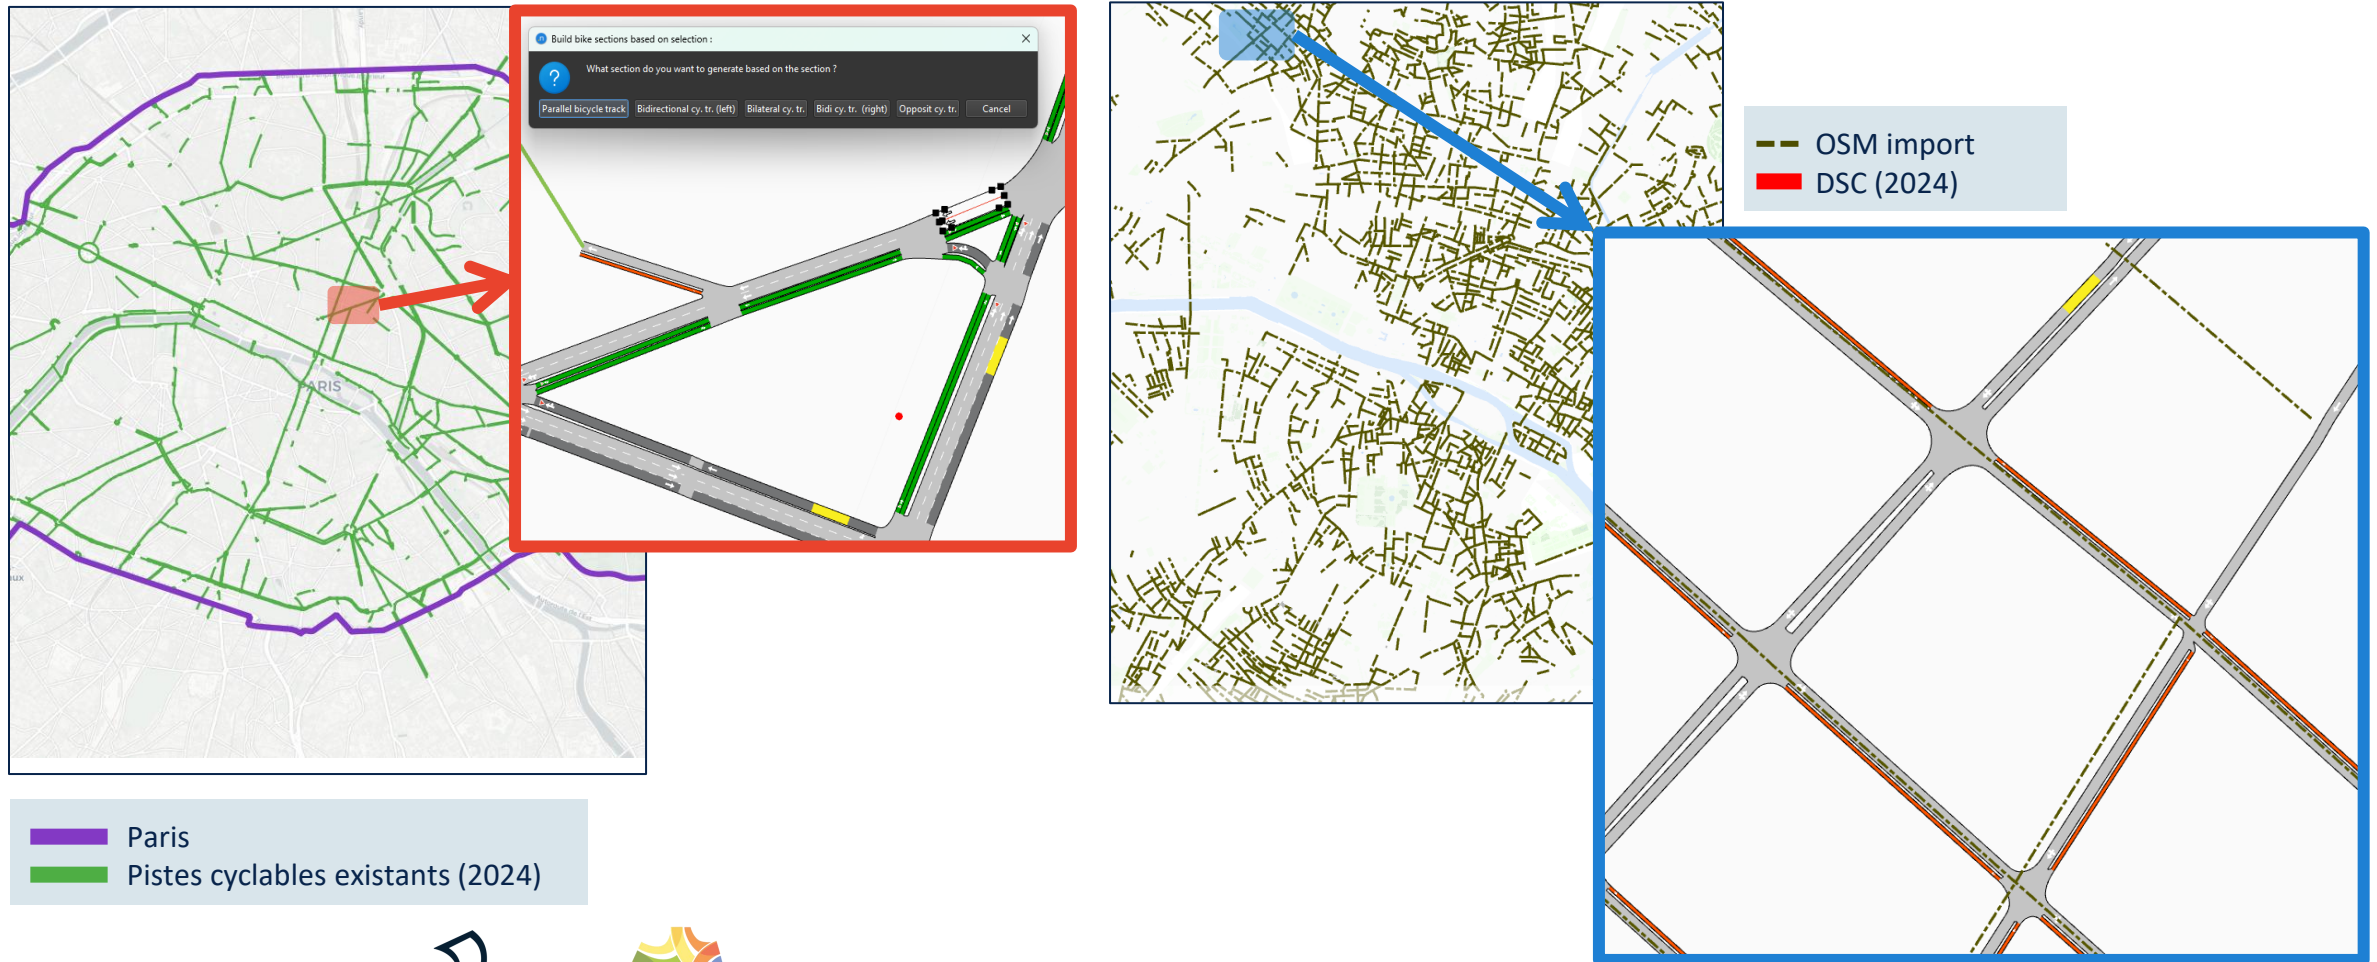 Build bike sections based on selection :
What section do you want to generate based on the section ?
Parallel bicycle track
Bidirectional cy. tr. (left)
Bilateral cy. tr.
Bidi cy. tr. (right)
Opposit cy. tr.
Cancel
PARIS
OSM import
DSC (2024)
Paris
Pistes cyclables existants (2024)